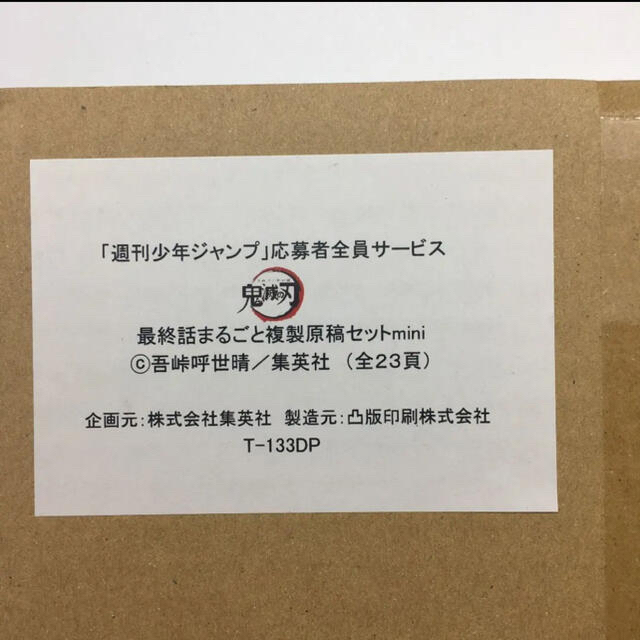 「週刊少年ジャンプ」応募者全員サービス
鬼滅の刃
最終話まるごと複製原稿セットmini
©吾峠呼世晴／集英社 （全23頁）
企画元：株式会社集英社 製造元：凸版印刷株式会社
T-133DP